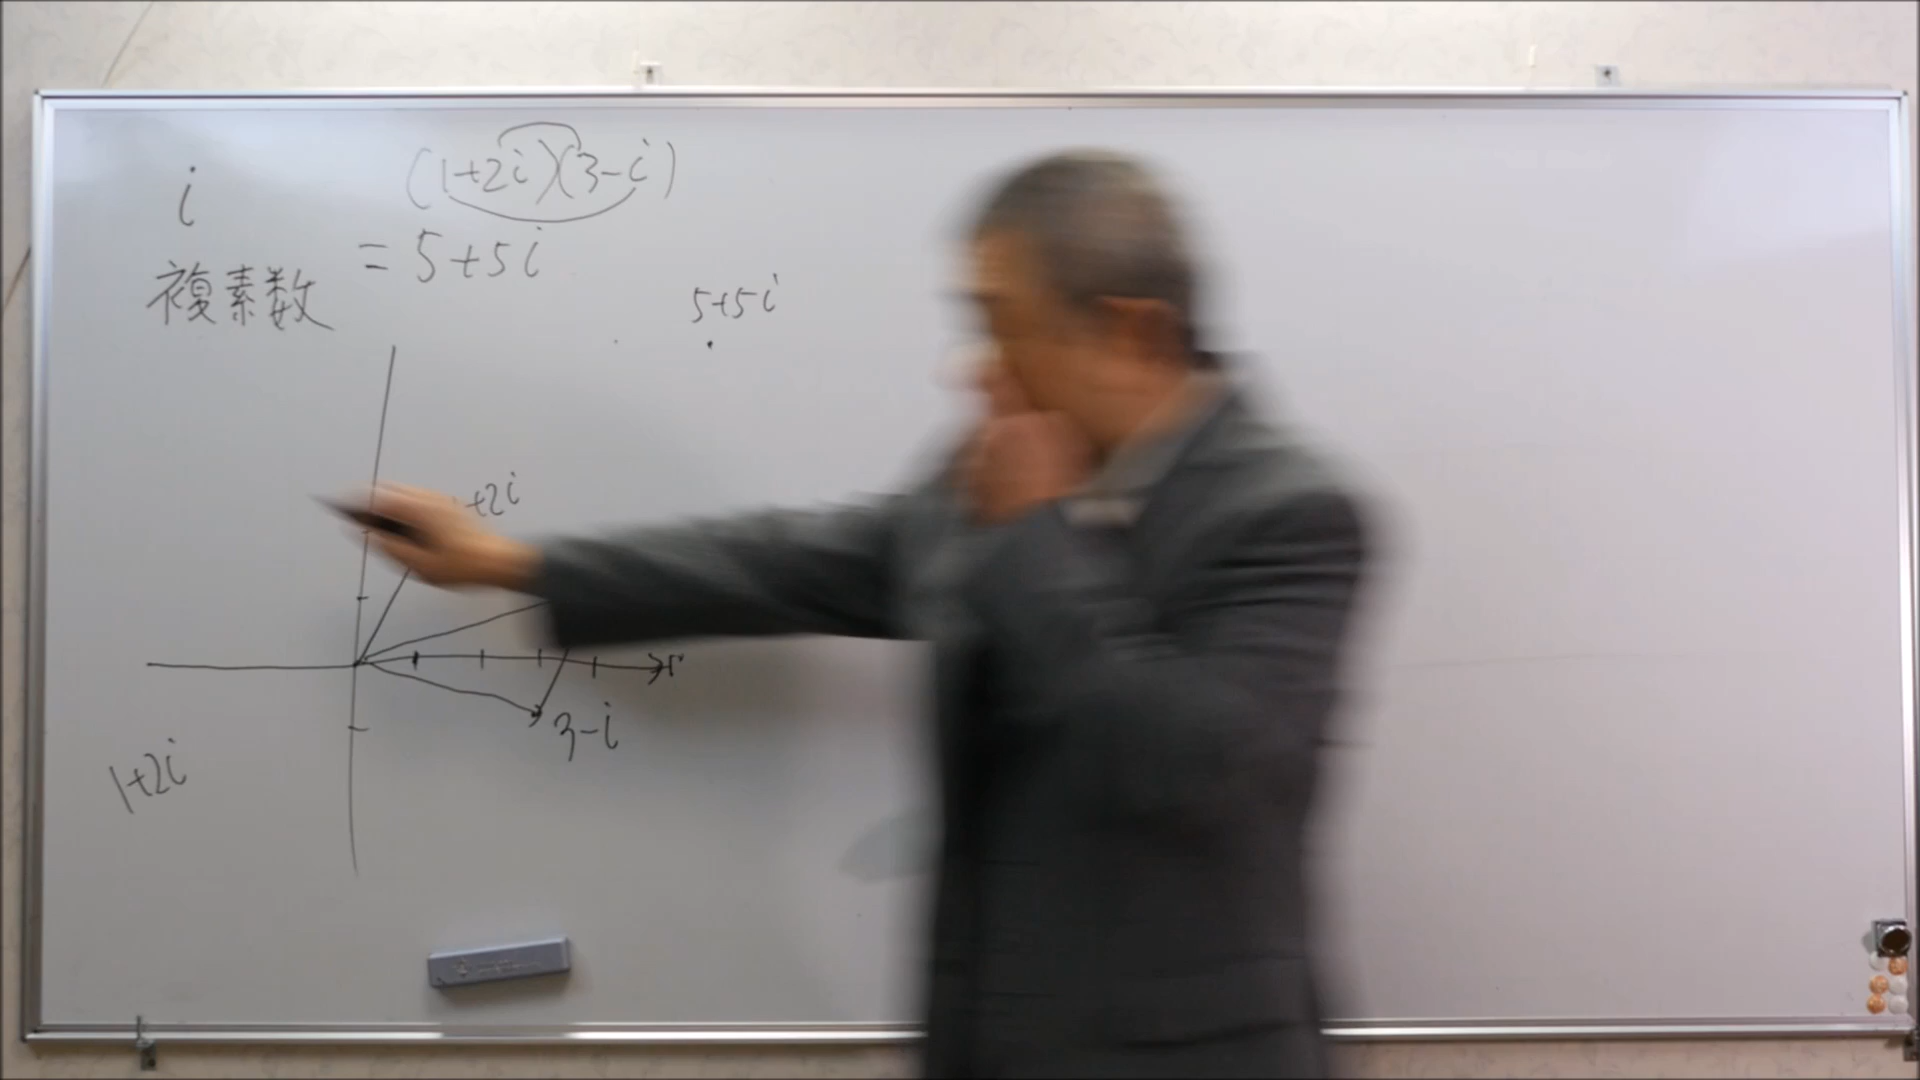 i
(1+2i)(3-i)
= 5+5i
複素数
5+5i
+2i
r
3-i
1+2i